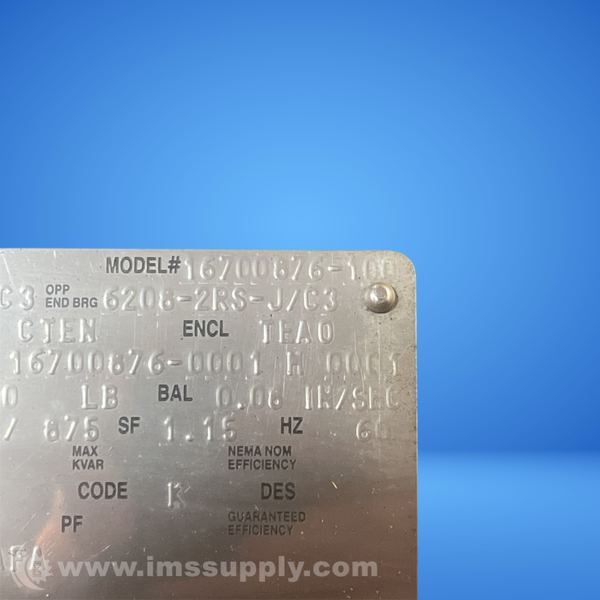 MODEL# 16700876-100
C3 OPP END BRG 6208-2RS-J/C3
CTEN ENCL TEAO
16700876-0001 M 0001
0 LB BAL 0.08 IN/SEC
/ 875 SF 1.15 HZ 60
MAX KVAR NEMA NOM EFFICIENCY
CODE K DES
PF GUARANTEED EFFICIENCY
www.imssupply.com